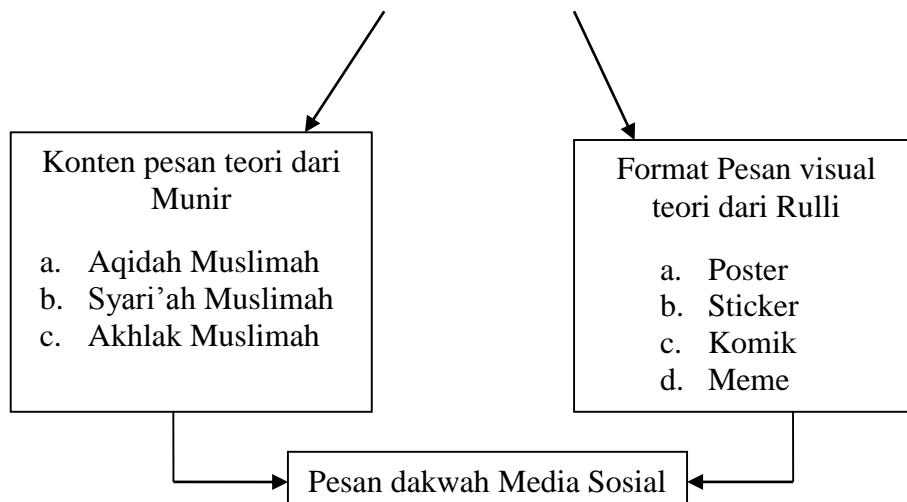 Konten pesan teori dari
Munir
a. Aqidah Muslimah
b. Syari’ah Muslimah
c. Akhlak Muslimah
Format Pesan visual
teori dari Rulli
a. Poster
b. Sticker
c. Komik
d. Meme
Pesan dakwah Media Sosial